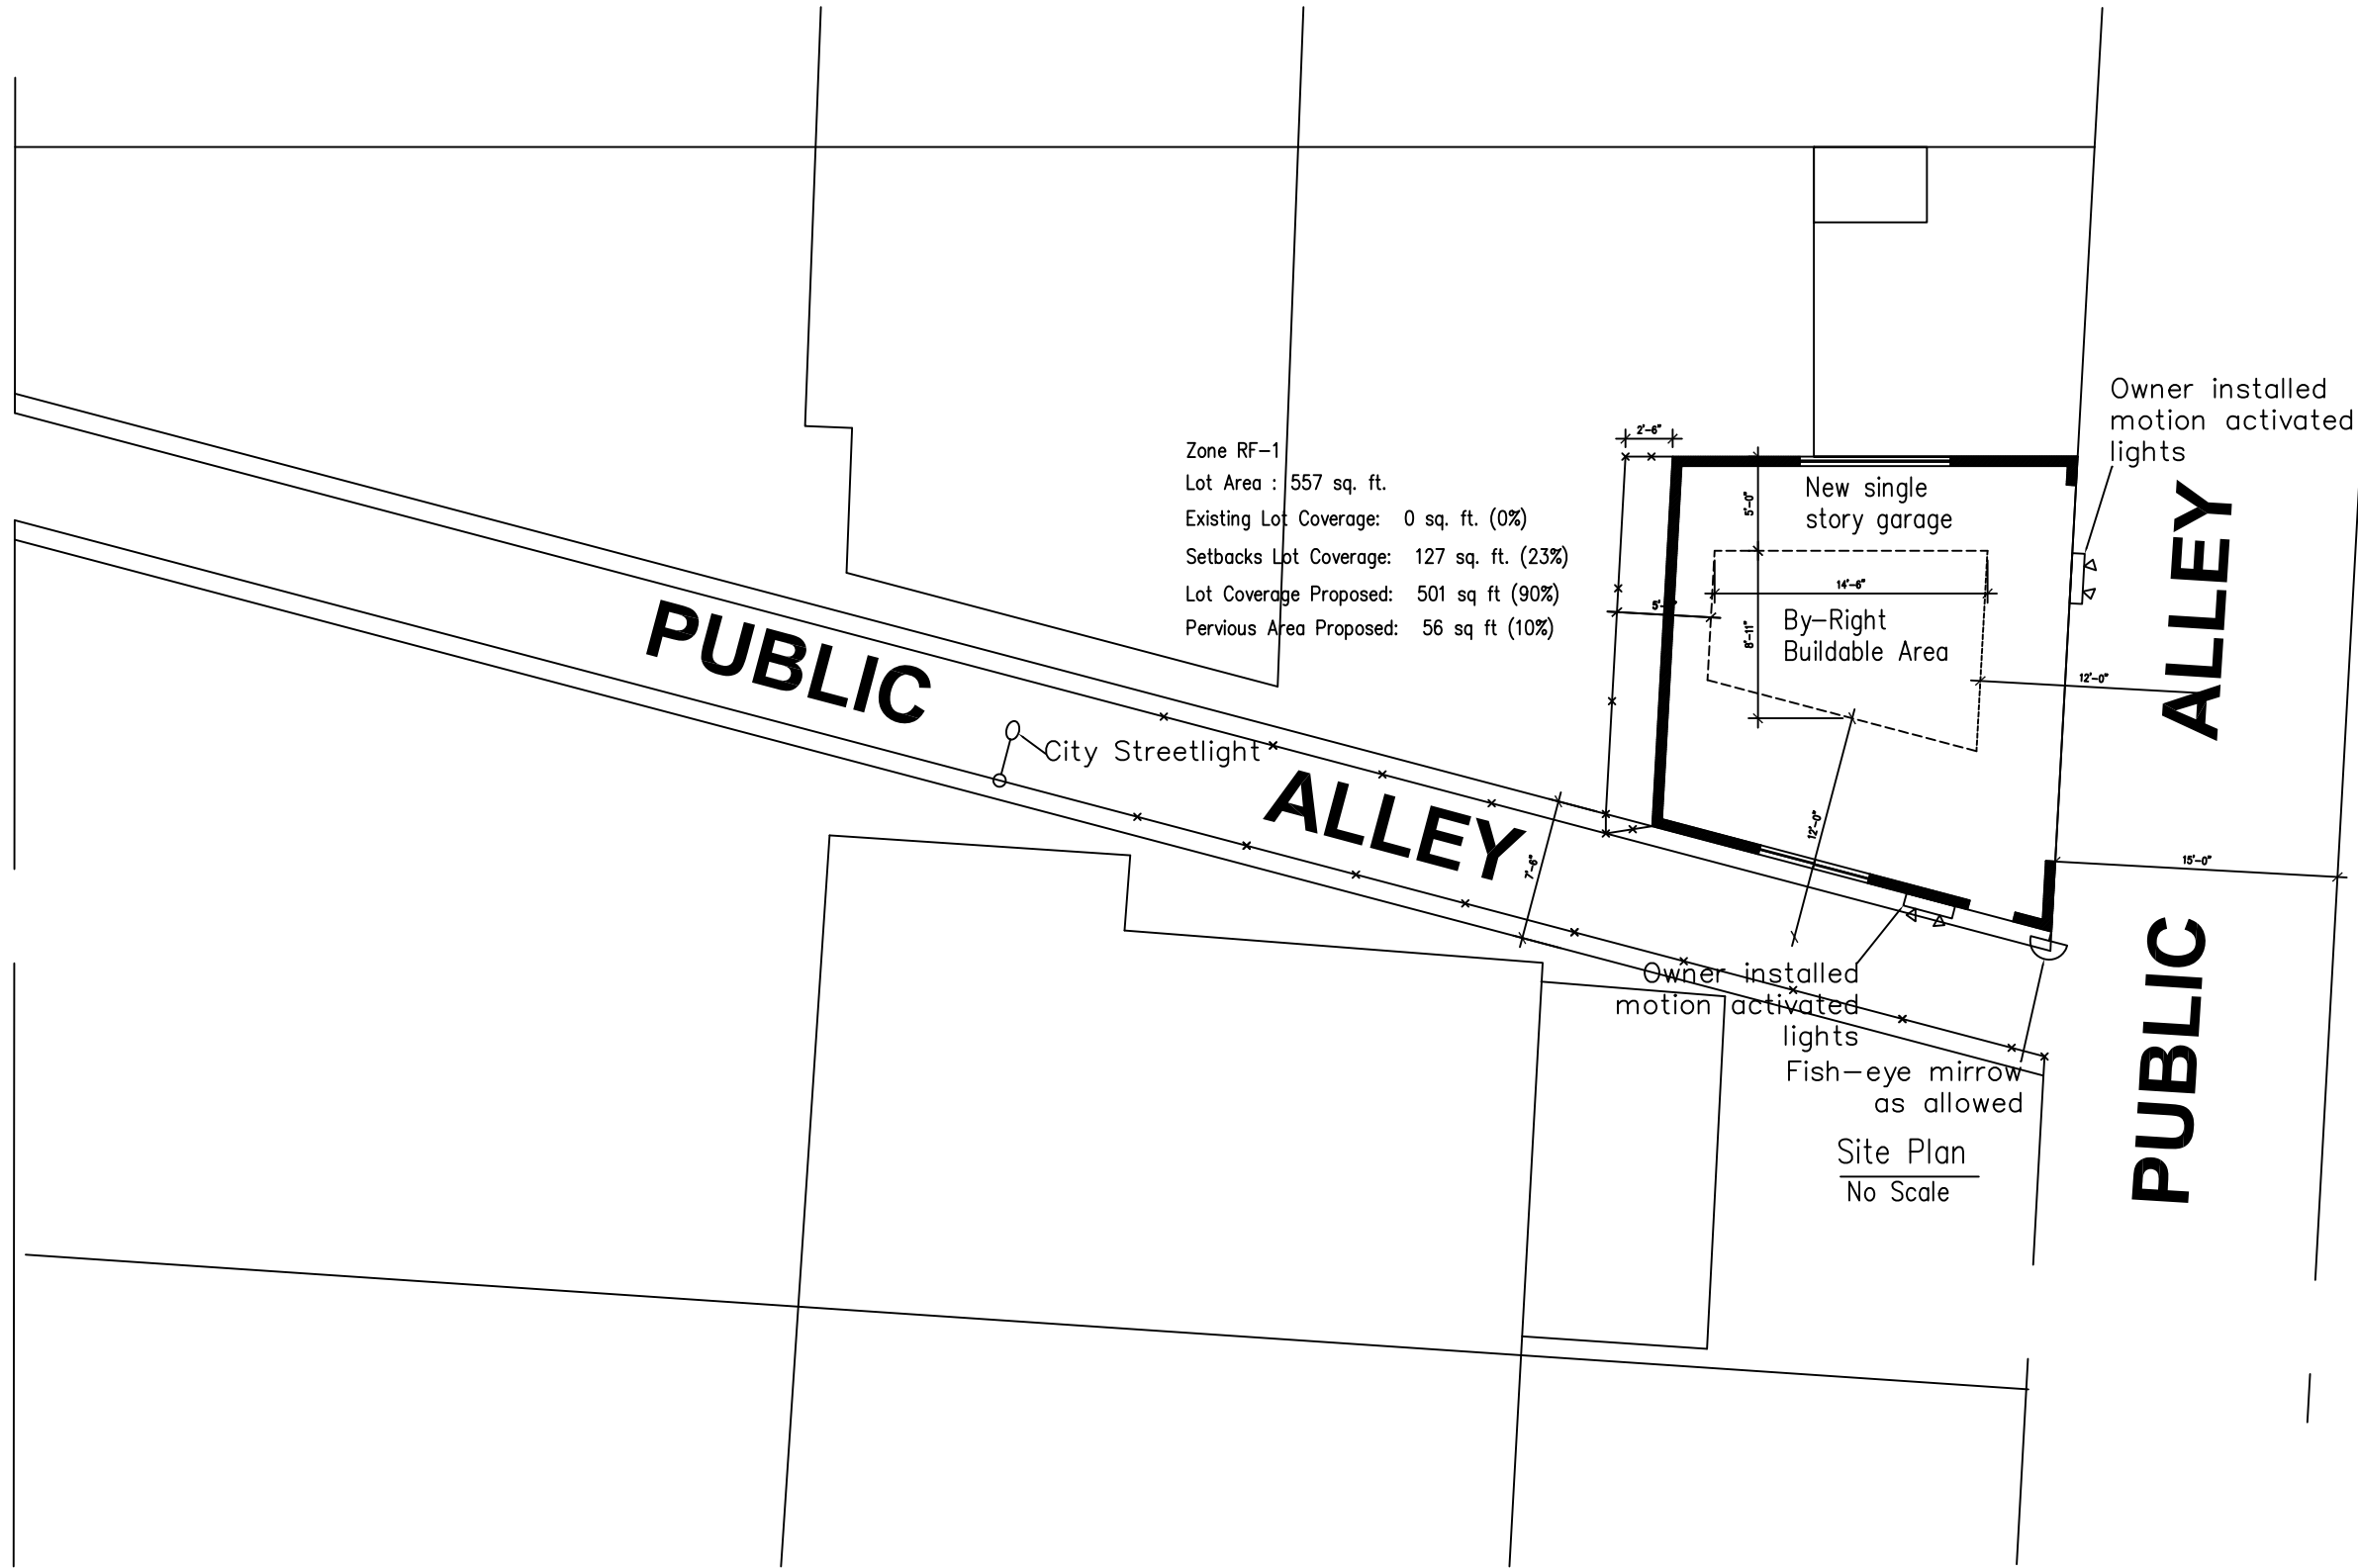 Owner installed
motion activated
lights
2'-6"
Zone RF-1
Lot Area : 557 sq. ft.
Existing Lot Coverage: 0 sq. ft. (0%)
Setbacks Lot Coverage: 127 sq. ft. (23%)
Lot Coverage Proposed: 501 sq ft (90%)
Pervious Area Proposed: 56 sq ft (10%)
New single
story garage
5'-0"
14'-6"
8'-11"
By-Right
Buildable Area
12'-0"
PUBLIC
ALLEY
City Streetlight
7'-6"
12'-0"
15'-0"
PUBLIC
ALLEY
Owner installed
motion activated
lights
Fish-eye mirrow
as allowed
Site Plan
No Scale